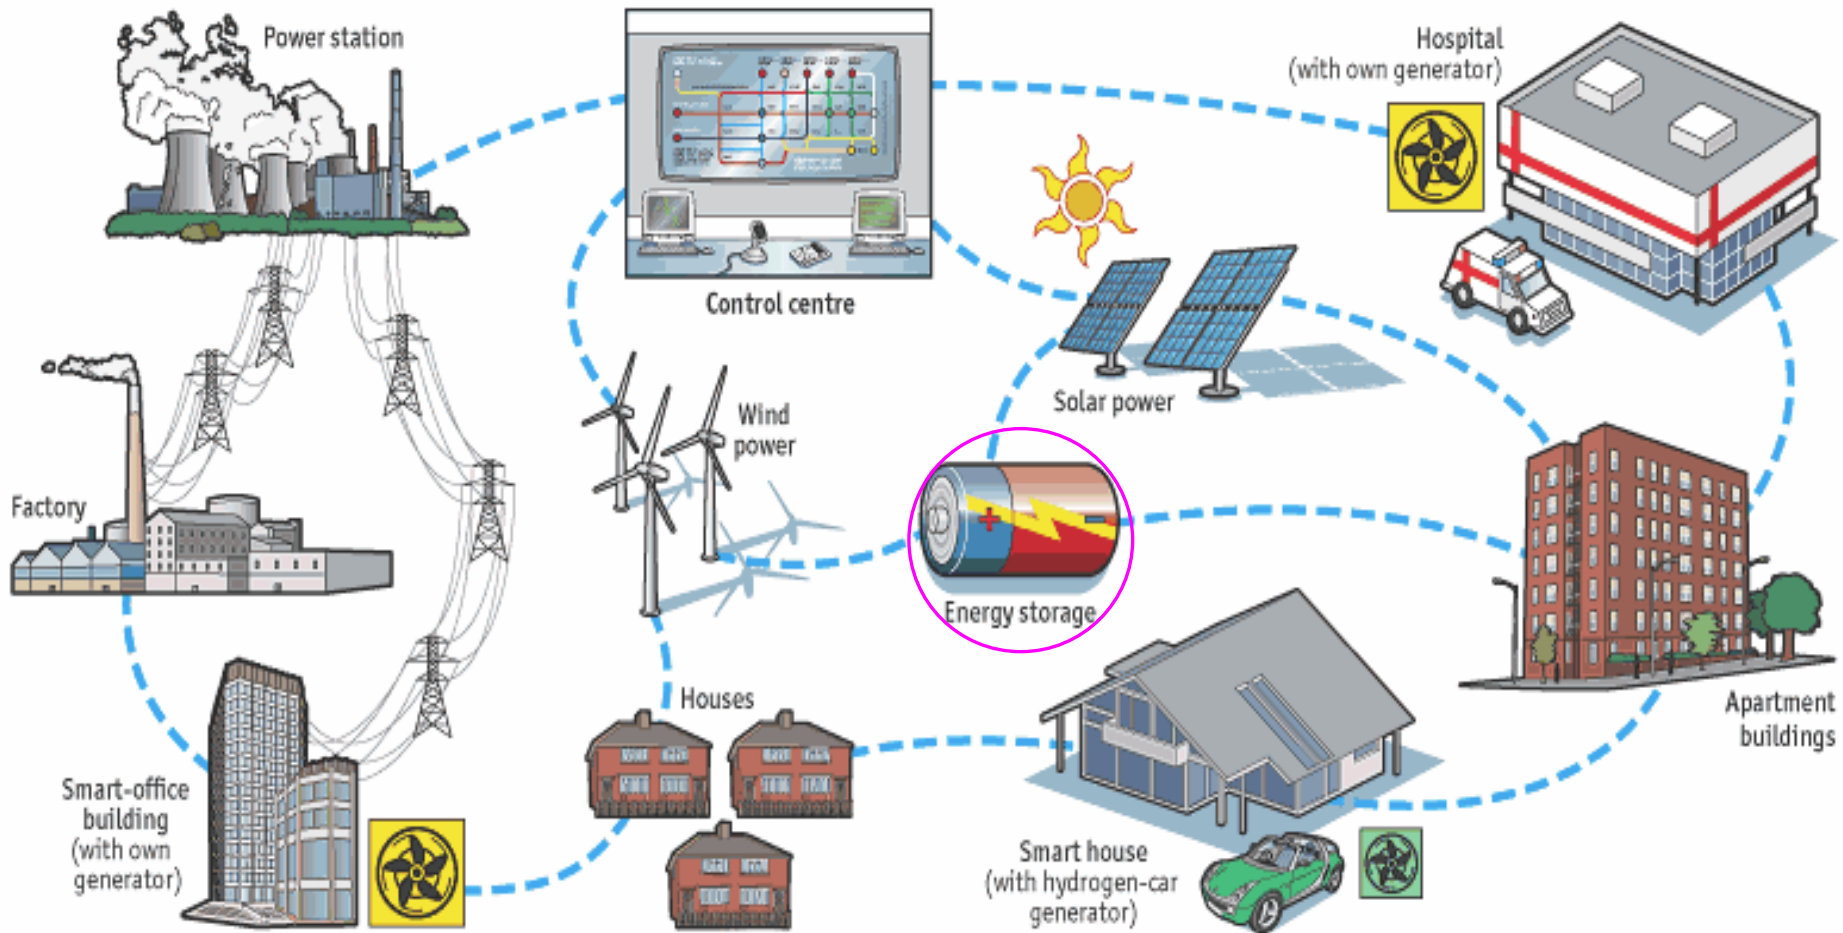 Power station
Control centre
Hospital
(with own generator)
Solar power
Wind
power
Factory
Energy storage
+
-
Houses
Apartment
buildings
Smart-office
building
(with own
generator)
Smart house
(with hydrogen-car
generator)